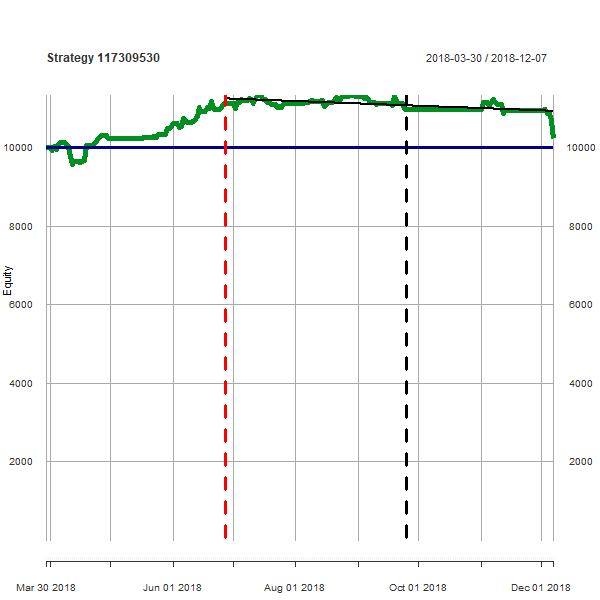 Strategy 117309530
2018-03-30 / 2018-12-07
10000 10000
8000 8000
6000 6000
4000 4000
2000 2000
Equity
Mar 30 2018 Jun 01 2018 Aug 01 2018 Oct 01 2018 Dec 01 2018